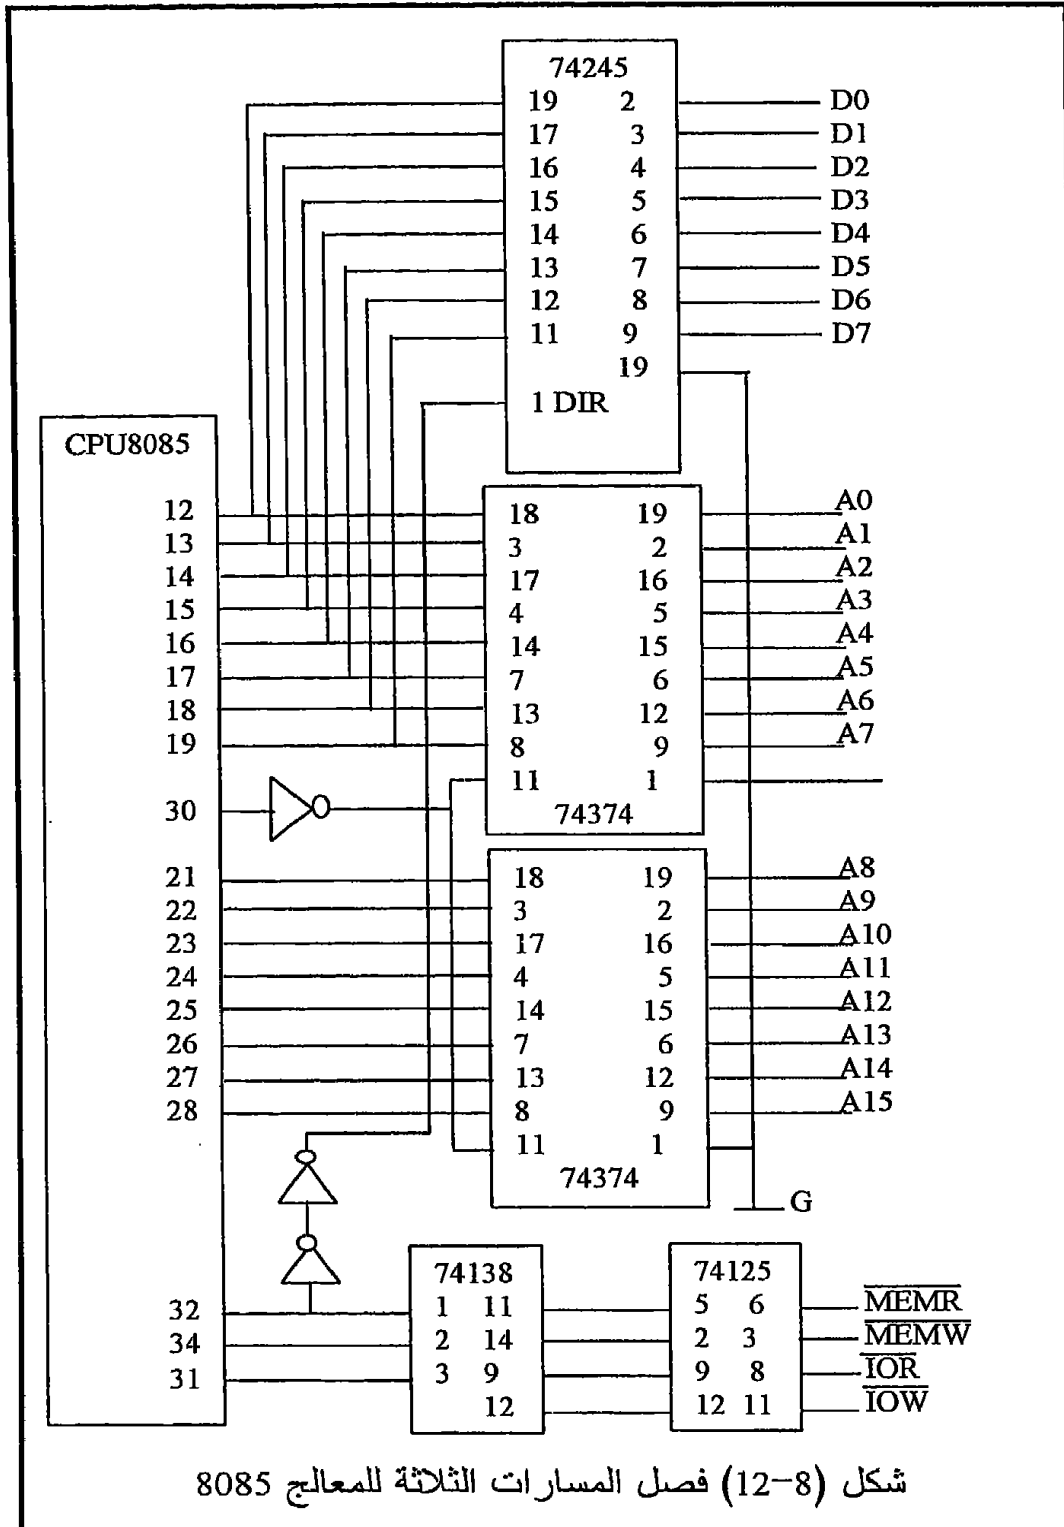 74245
19 2 D0
17 3 D1
16 4 D2
15 5 D3
14 6 D4
13 7 D5
12 8 D6
11 9 D7
19
1 DIR
CPU8085
12 18 19 A0
13 3 2 A1
14 17 16 A2
15 4 5 A3
16 14 15 A4
17 7 6 A5
18 13 12 A6
19 8 9 A7
11 1
30 74374
21 18 19 A8
22 3 2 A9
23 17 16 A10
24 4 5 A11
25 14 15 A12
26 7 6 A13
27 13 12 A14
28 8 9 A15
11 1
74374
G
74138 74125
32 1 11 5 6 MEMR
34 2 14 2 3 MEMW
31 3 9 9 8 IOR
12 12 11 IOW
شكل (8-12) فصل المسارات الثلاثة للمعالج 8085